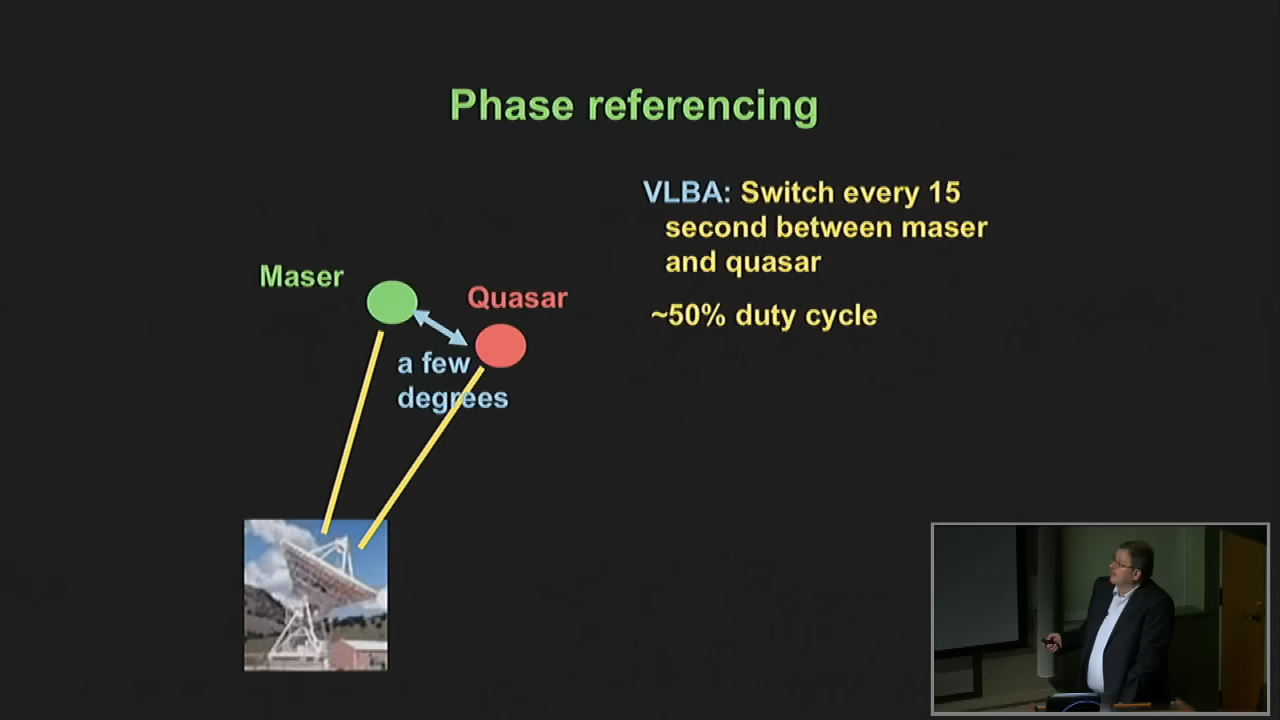 Phase referencing
VLBA: Switch every 15
second between maser
and quasar
~50% duty cycle
Maser
Quasar
a few
degrees